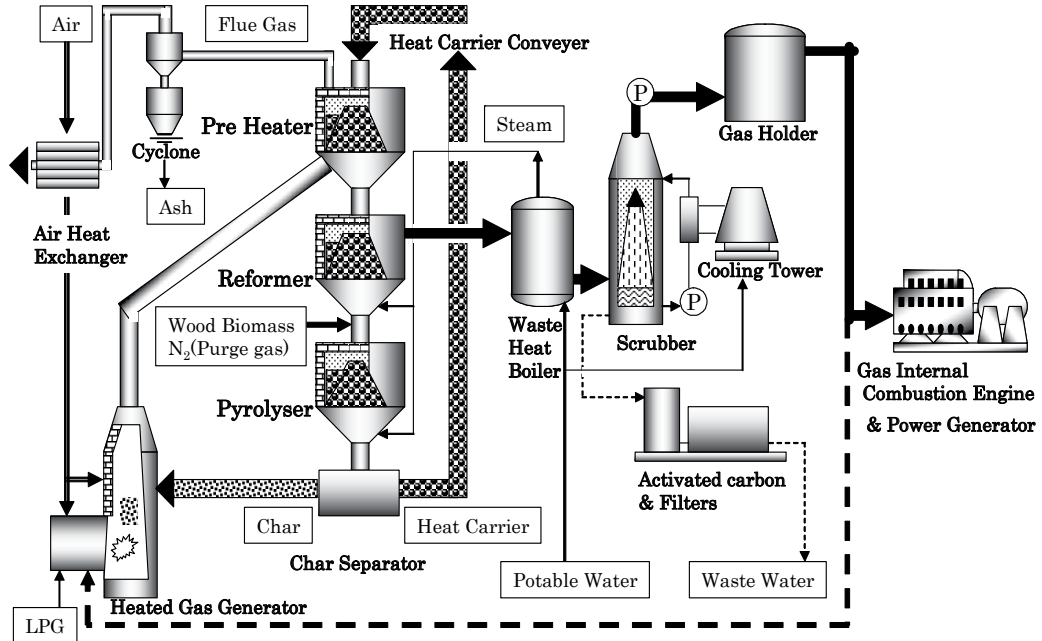 Air
Flue Gas
Heat Carrier Conveyer
P
Gas Holder
Pre Heater
Steam
Cyclone
Ash
Air Heat
Exchanger
Reformer
Cooling Tower
P
Wood Biomass
N2(Purge gas)
Waste
Heat
Boiler
Scrubber
Gas Internal
Combustion Engine
& Power Generator
Pyrolyser
Activated carbon
& Filters
Char
Heat Carrier
Char Separator
Potable Water
Waste Water
Heated Gas Generator
LPG